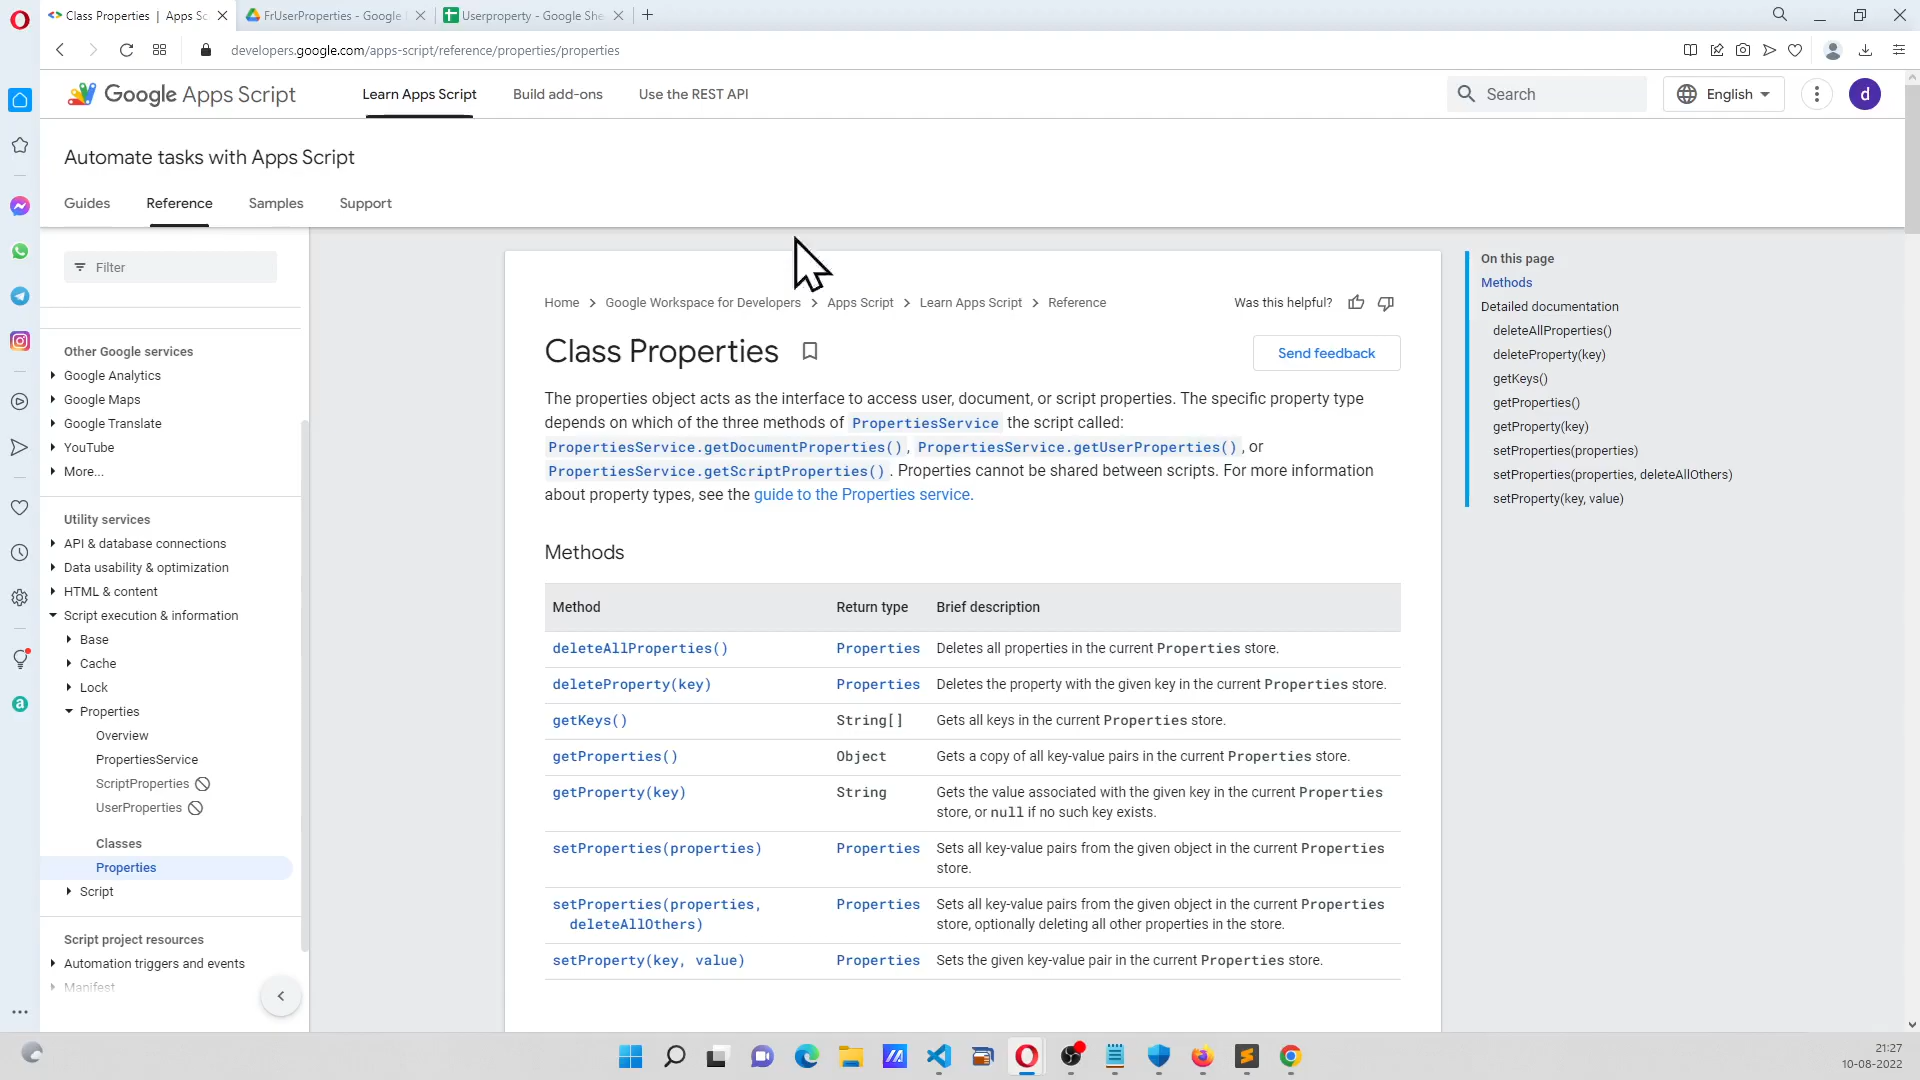 Class Properties | Apps Sc
FrUserProperties - Google
Userproperty - Google She
developers.google.com/apps-script/reference/properties/properties
Google Apps Script
Learn Apps Script
Build add-ons
Use the REST API
Search
English
d
Automate tasks with Apps Script
Guides
Reference
Samples
Support
Filter
Other Google services
Google Analytics
Google Maps
Google Translate
YouTube
More...
Utility services
API & database connections
Data usability & optimization
HTML & content
Script execution & information
Base
Cache
Lock
Properties
Overview
PropertiesService
ScriptProperties
UserProperties
Classes
Properties
Script
Script project resources
Automation triggers and events
Manifest
Home > Google Workspace for Developers > Apps Script > Learn Apps Script > Reference
Was this helpful?
Class Properties
Send feedback
The properties object acts as the interface to access user, document, or script properties. The specific property type
depends on which of the three methods of PropertiesService the script called:
PropertiesService.getDocumentProperties(), PropertiesService.getUserProperties(), or
PropertiesService.getScriptProperties(). Properties cannot be shared between scripts. For more information
about property types, see the guide to the Properties service.
Methods
Method Return type Brief description
deleteAllProperties() Properties Deletes all properties in the current Properties store.
deleteProperty(key) Properties Deletes the property with the given key in the current Properties store.
getKeys() String[] Gets all keys in the current Properties store.
getProperties() Object Gets a copy of all key-value pairs in the current Properties store.
getProperty(key) String Gets the value associated with the given key in the current Properties
store, or null if no such key exists.
setProperties(properties) Properties Sets all key-value pairs from the given object in the current Properties
store.
setProperties(properties, Properties Sets all key-value pairs from the given object in the current Properties
deleteAllOthers) store, optionally deleting all other properties in the store.
setProperty(key, value) Properties Sets the given key-value pair in the current Properties store.
On this page
Methods
Detailed documentation
deleteAllProperties()
deleteProperty(key)
getKeys()
getProperties()
getProperty(key)
setProperties(properties)
setProperties(properties, deleteAllOthers)
setProperty(key, value)
21:27
10-08-2022